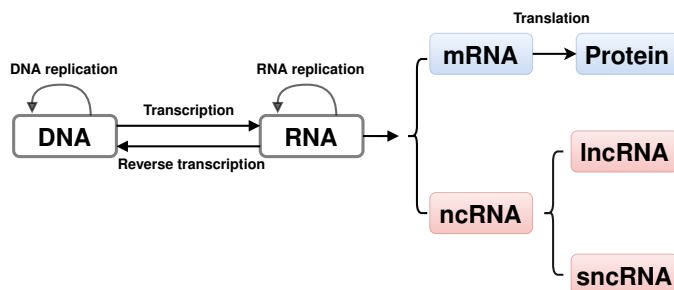 Translation
mRNA
Protein
DNA replication
RNA replication
Transcription
DNA
RNA
Reverse transcription
lncRNA
ncRNA
sncRNA